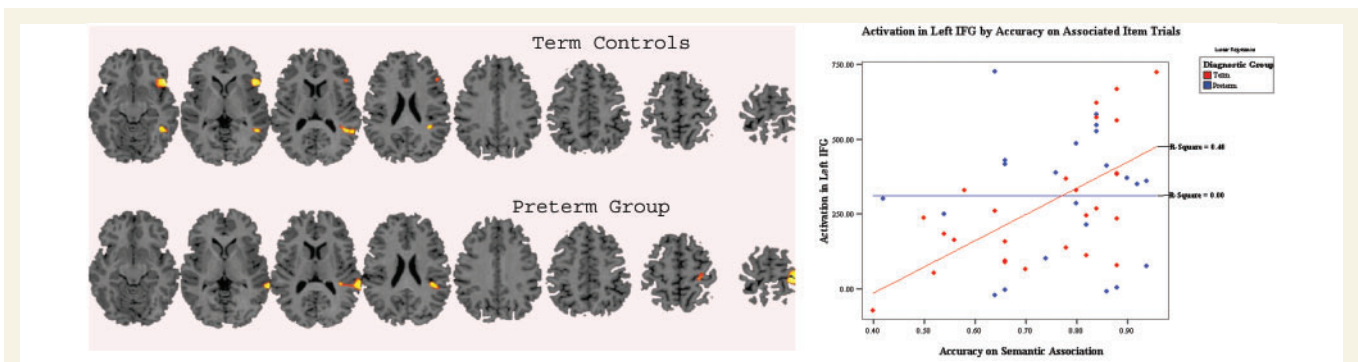 Term Controls
Preterm Group
Activation in Left IFG by Accuracy on Associated Item Trials
Linear Regression
Diagnostic Group
Term
Preterm
750.00
500.00
250.00
0.00
Activation in Left IFG
R-Square = 0.40
R-Square = 0.00
0.40
0.50
0.60
0.70
0.80
0.90
Accuracy on Semantic Association